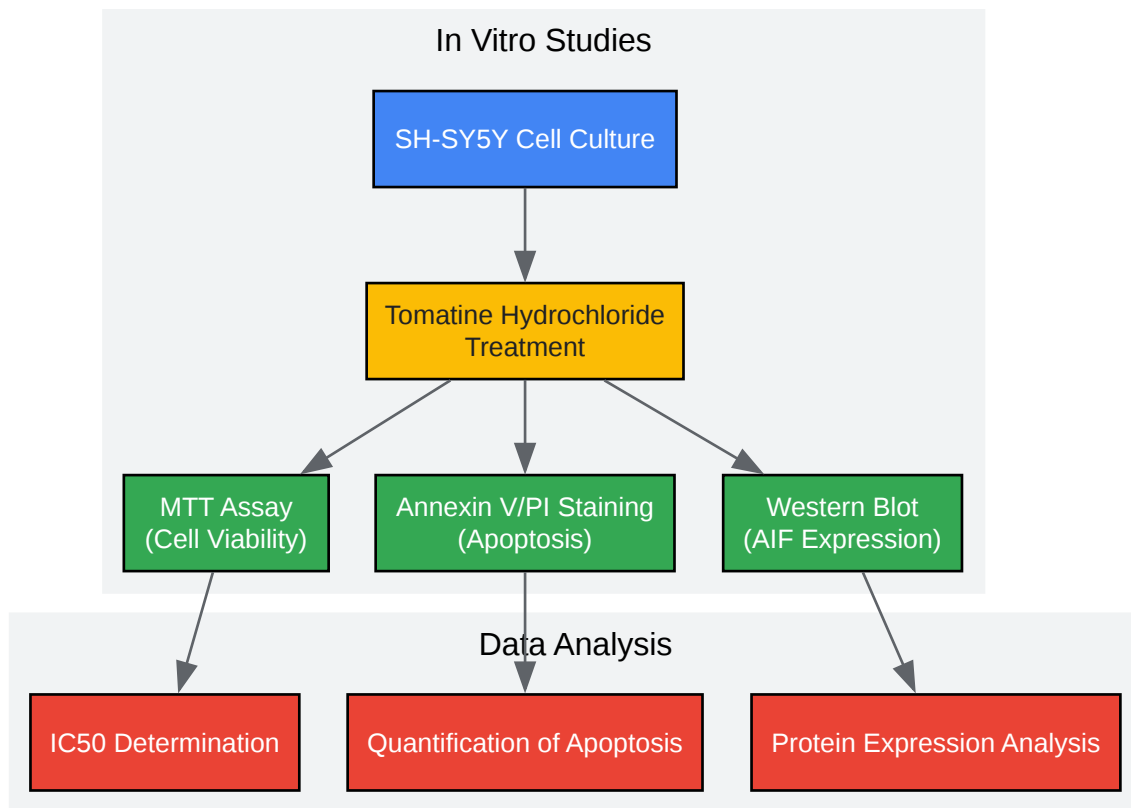 In Vitro Studies
SH-SY5Y Cell Culture
Tomatine Hydrochloride
Treatment
MTT Assay
(Cell Viability)
Annexin V/PI Staining
(Apoptosis)
Western Blot
(AIF Expression)
Data Analysis
IC50 Determination
Quantification of Apoptosis
Protein Expression Analysis